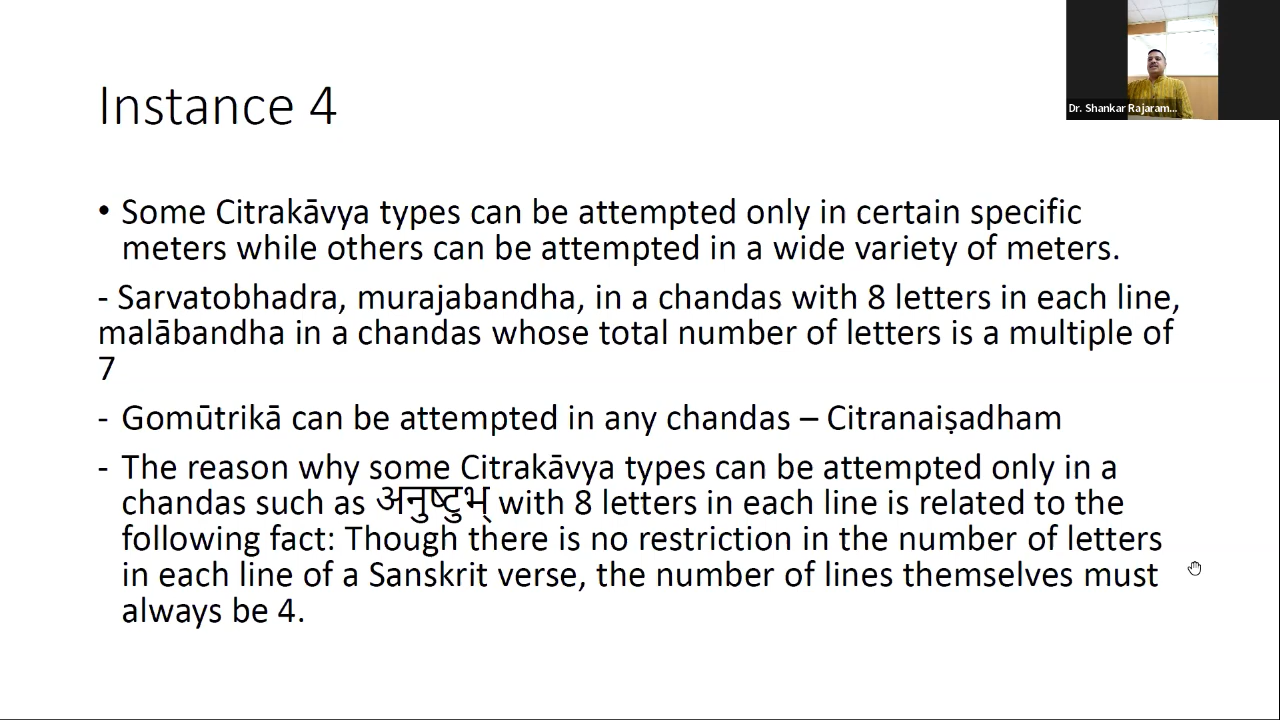 Dr. Shankar Rajaram...
Instance 4
• Some Citrakāvya types can be attempted only in certain specific
meters while others can be attempted in a wide variety of meters.
- Sarvatobhadra, murajabandha, in a chandas with 8 letters in each line,
malābandha in a chandas whose total number of letters is a multiple of
7
- Gomūtrikā can be attempted in any chandas – Citranaiṣadham
- The reason why some Citrakāvya types can be attempted only in a
chandas such as अनुष्टुभ् with 8 letters in each line is related to the
following fact: Though there is no restriction in the number of letters
in each line of a Sanskrit verse, the number of lines themselves must
always be 4.